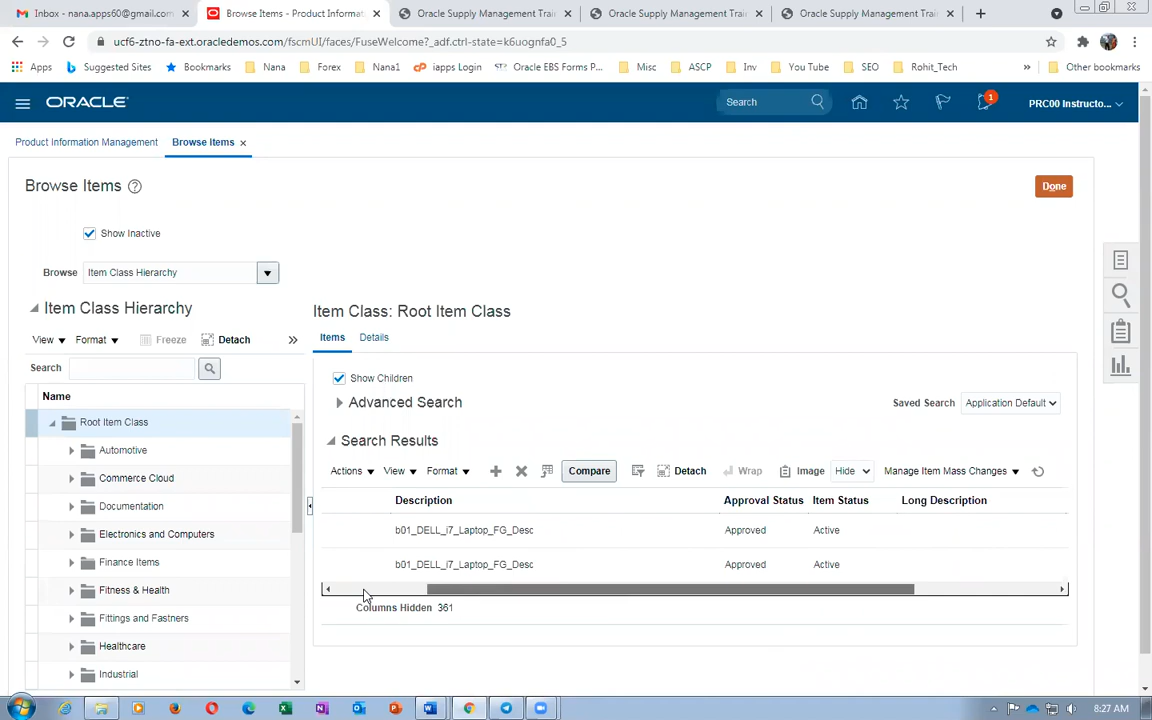 Inbox - nana.apps60@gmail.com
Browse Items - Product Informat
Oracle Supply Management Trai
Oracle Supply Management Trai
Oracle Supply Management Trai
ucf6-ztno-fa-ext.oracledemos.com/fscmUI/faces/FuseWelcome?_adf.ctrl-state=k6uognfa0_5
Apps Suggested Sites Bookmarks Nana Forex Nana1 iapps Login Oracle EBS Forms P... Misc ASCP Inv You Tube SEO Rohit_Tech » Other bookmarks
ORACLE Search 1 PRC00 Instructo...
Product Information Management Browse Items
Browse Items Done
Show Inactive
Browse Item Class Hierarchy
Item Class Hierarchy
View Format Freeze Detach »
Search
Name
Root Item Class
Automotive
Commerce Cloud
Documentation
Electronics and Computers
Finance Items
Fitness & Health
Fittings and Fastners
Healthcare
Industrial
Item Class: Root Item Class
Items Details
Show Children
Advanced Search Saved Search Application Default
Search Results
Actions View Format Compare Detach Wrap Image Hide Manage Item Mass Changes
Description Approval Status Item Status Long Description
b01_DELL_i7_Laptop_FG_Desc Approved Active
b01_DELL_i7_Laptop_FG_Desc Approved Active
Columns Hidden 361
8:27 AM